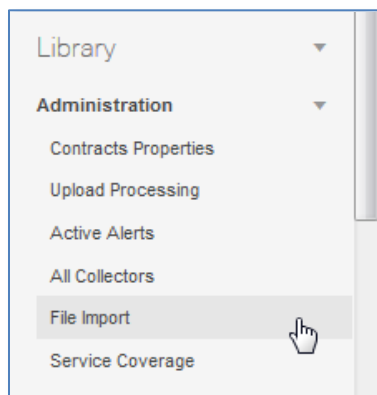 Library
Administration
Contracts Properties
Upload Processing
Active Alerts
All Collectors
File Import
Service Coverage